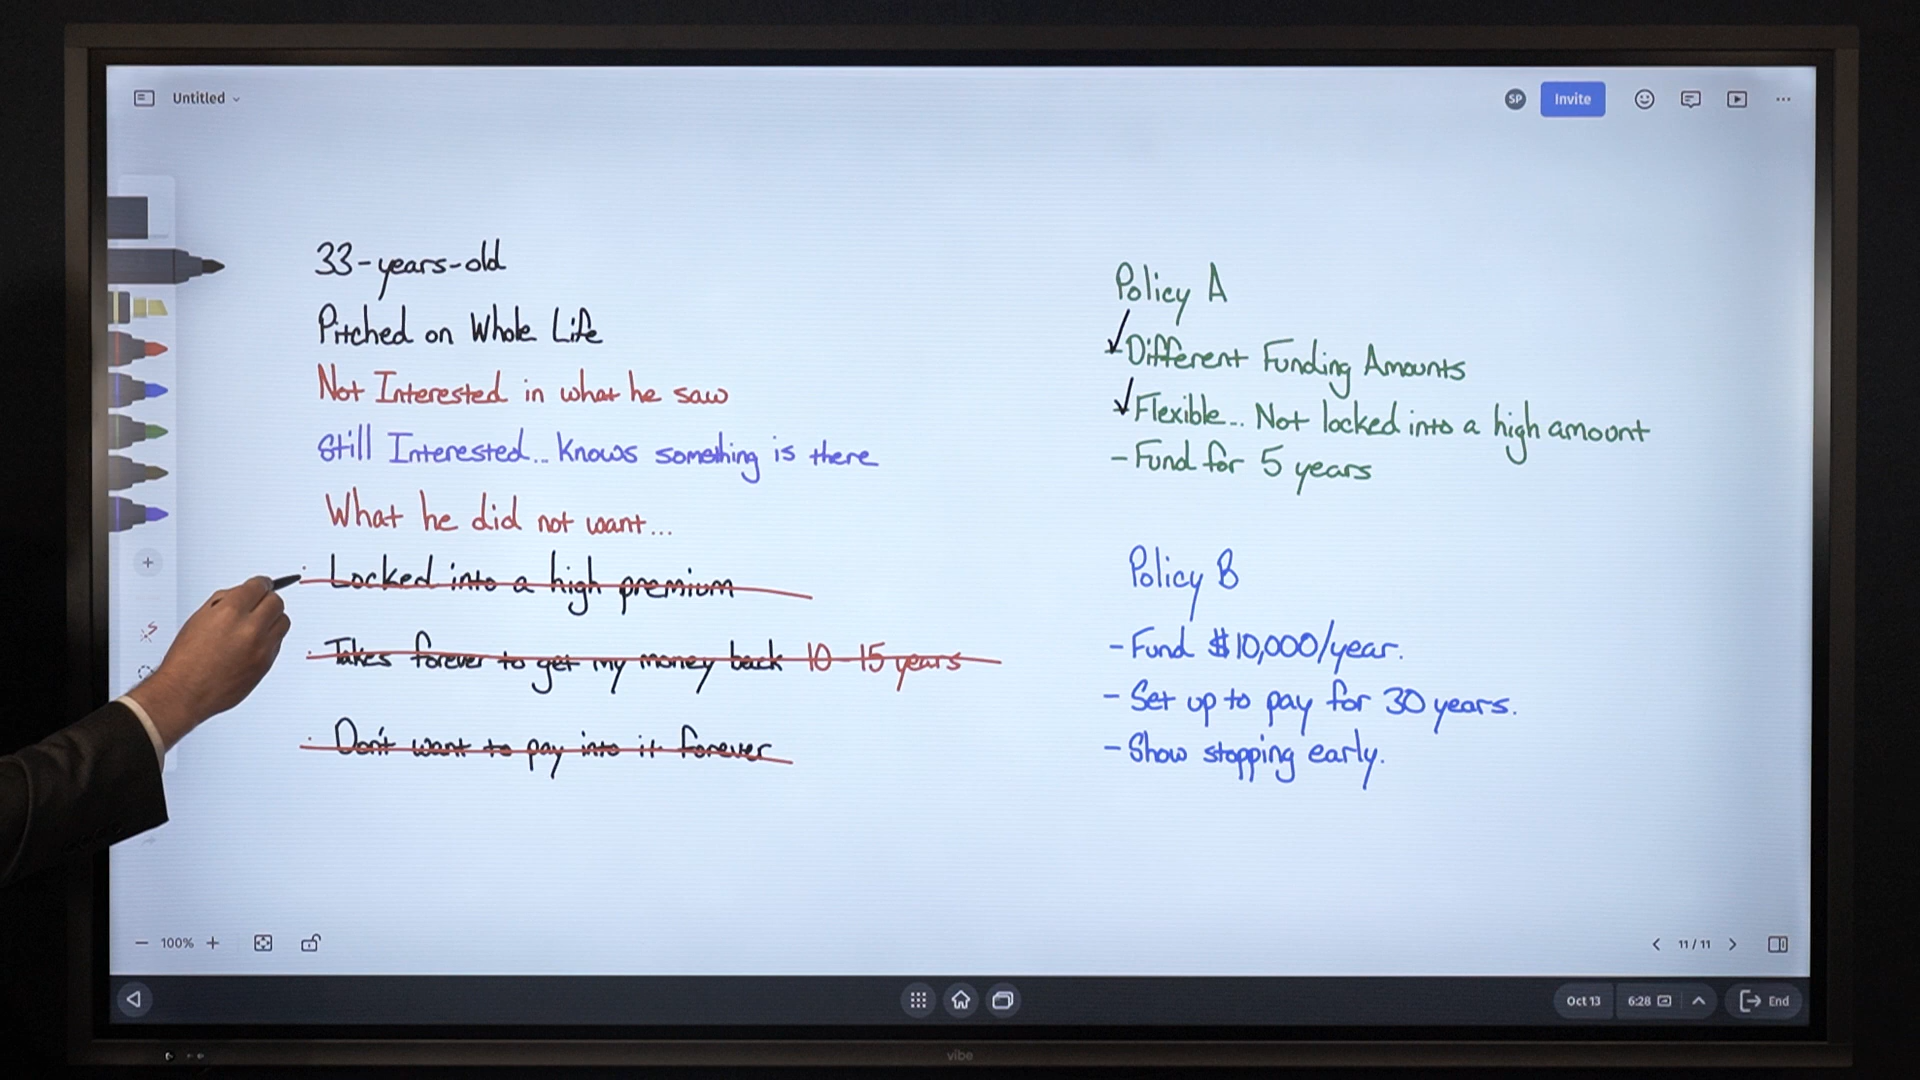 Untitled
SP
Invite
33-years-old
Pitched on Whole Life
Not Interested in what he saw
Still Interested... Knows something is there
What he did not want...
· Locked into a high premium
· Takes forever to get my money back 10-15 years
· Don't want to pay into it forever
Policy A
- Different Funding Amounts
- Flexible... Not locked into a high amount
- Fund for 5 years
Policy B
- Fund $10,000/year.
- Set up to pay for 30 years.
- Show stopping early.
100%
11/11
Oct 13
6:28
End
vibe